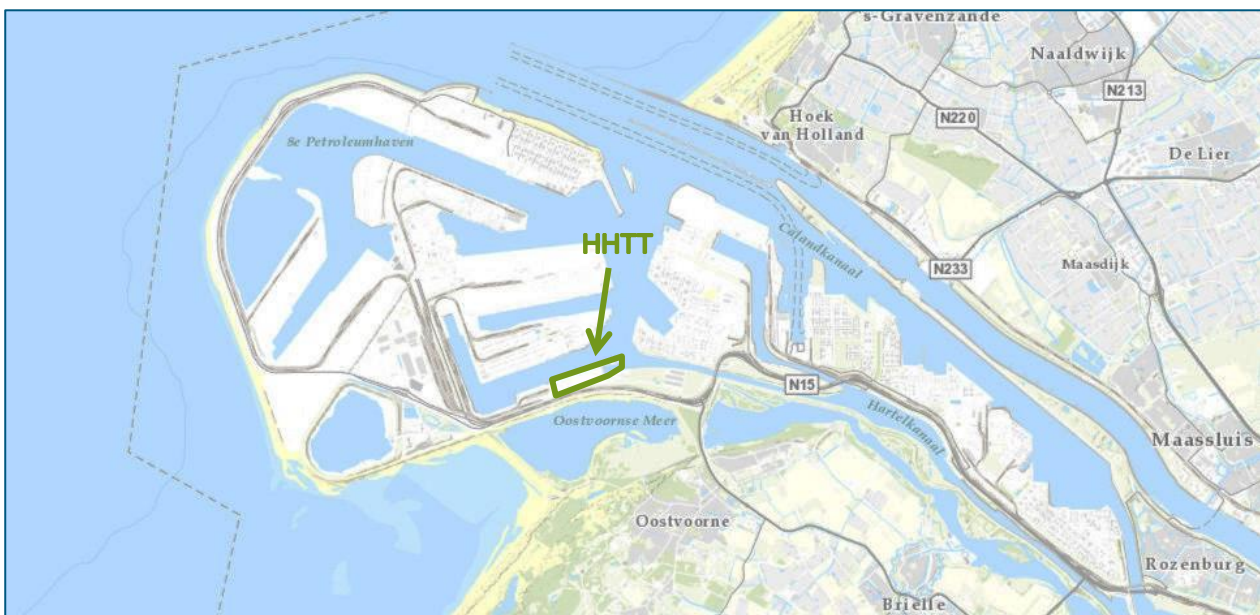 's-Gravenzande
Naaldwijk
N213
N220
Hoek
van Holland
De Lier
8e Petroleumhaven
HHTT
Calandkanaal
N233
Maasdijk
N15
Hartelkanaal
Oostvoornse Meer
Maassluis
Oostvoorne
Rozenburg
Brielle